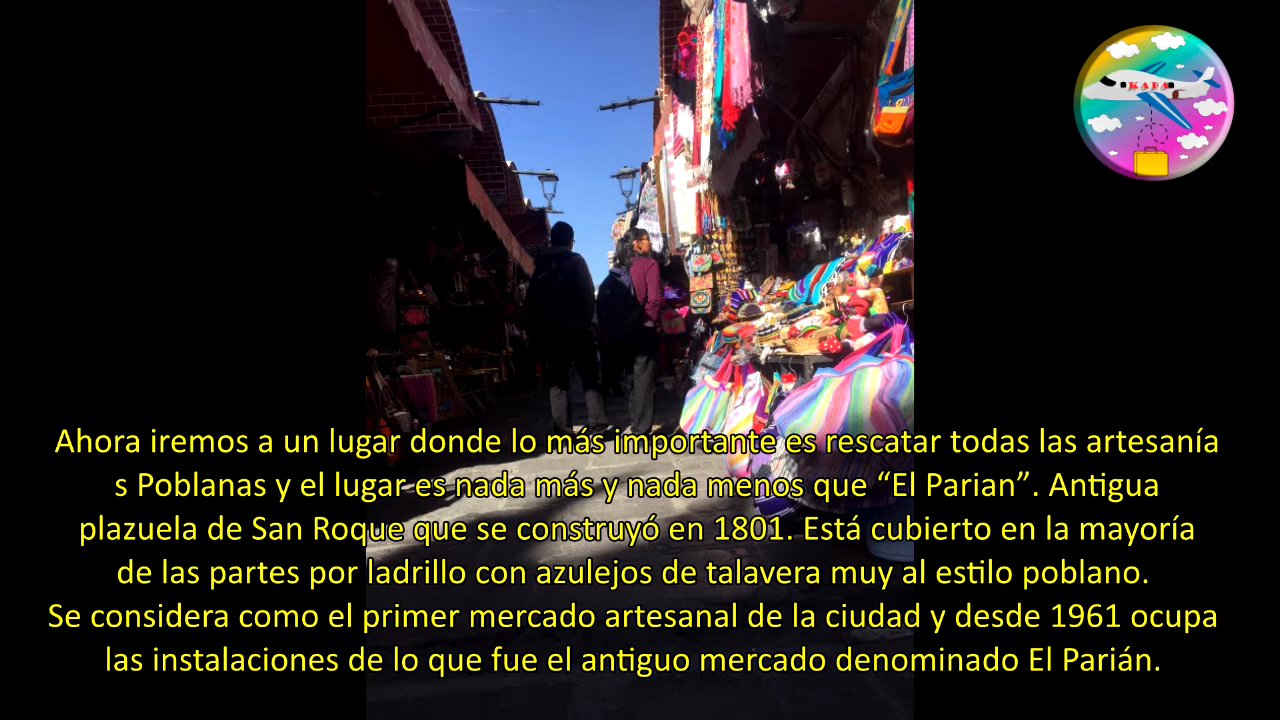 KADA
Ahora iremos a un lugar donde lo más importante es rescatar todas las artesanía
s Poblanas y el lugar es nada más y nada menos que “El Parian”. Antigua
plazuela de San Roque que se construyó en 1801. Está cubierto en la mayoría
de las partes por ladrillo con azulejos de talavera muy al estilo poblano.
Se considera como el primer mercado artesanal de la ciudad y desde 1961 ocupa
las instalaciones de lo que fue el antiguo mercado denominado El Parián.